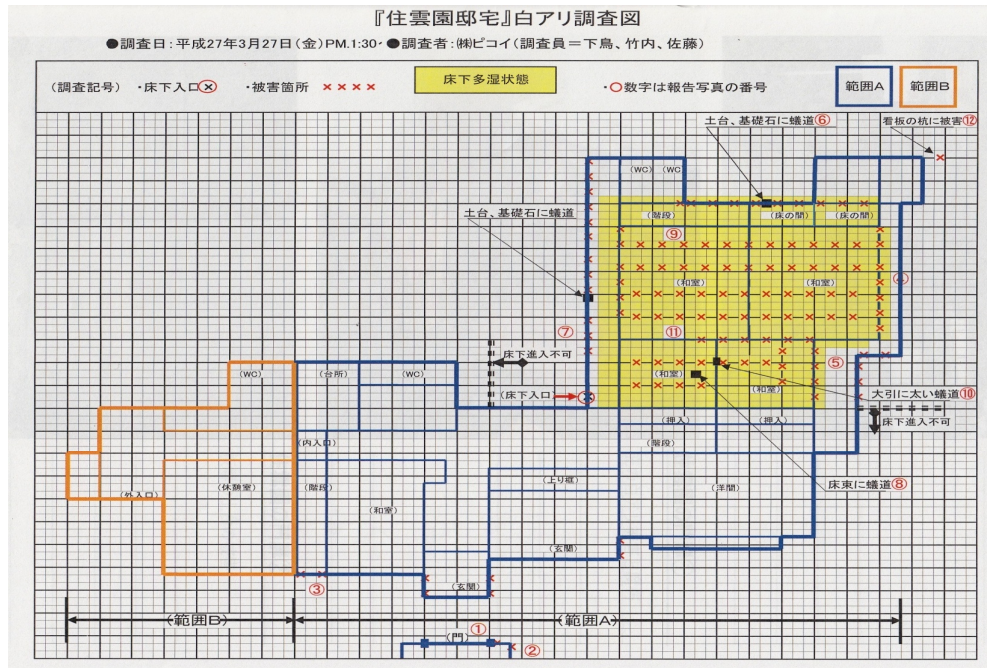 『住雲園邸宅』白アリ調査図
●調査日:平成27年3月27日(金)PM.1:30・●調査者:㈱ビコイ(調査員=下鳥、竹内、佐藤)
(調査記号) ・床下入口 ・被害箇所 ×××× 床下多湿状態 ・○数字は報告写真の番号 範囲A 範囲B
土台、基礎石に蟻道⑥
看板の杭に被害⑫
(WC) (WC)
土台、基礎石に蟻道
(階段) (床の間) (床の間)
⑨
(和室) (和室)
④
⑦ ⑪
床下進入不可
⑤
(WC) (台所) (WC)
(和室) (和室)
(床下入口)
大引に太い蟻道⑩
床下進入不可
(押入) (押入)
(内入口) (階段)
(外入口) (休憩室) (階段) (上り框) (洋間)
床束に蟻道⑧
(和室)
(玄関)
③ (玄関)
(範囲B) (範囲A)
(門) ①
②